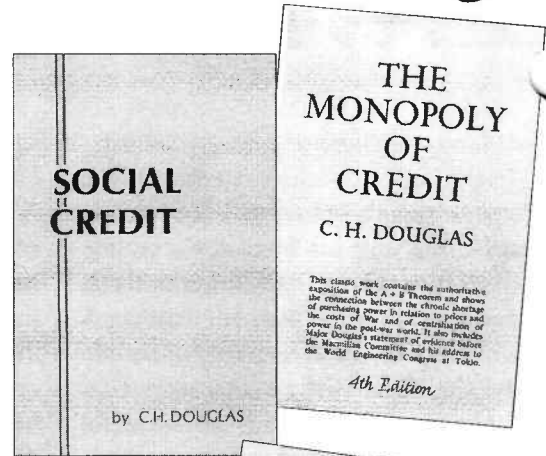 SOCIAL
CREDIT
by C.H. DOUGLAS
THE
MONOPOLY
OF
CREDIT
C. H. DOUGLAS
This classic work contains the authoritative
exposition of the A + B Theorem and shows
the connection between the chronic shortage
of purchasing power in relation to prices and
the costs of War and of centralisation of
power in the post-war world. It also includes
Major Douglas's statement of evidence before
the Macmillan Committee and his address to
the World Engineering Congress at Tokio.
4th Edition